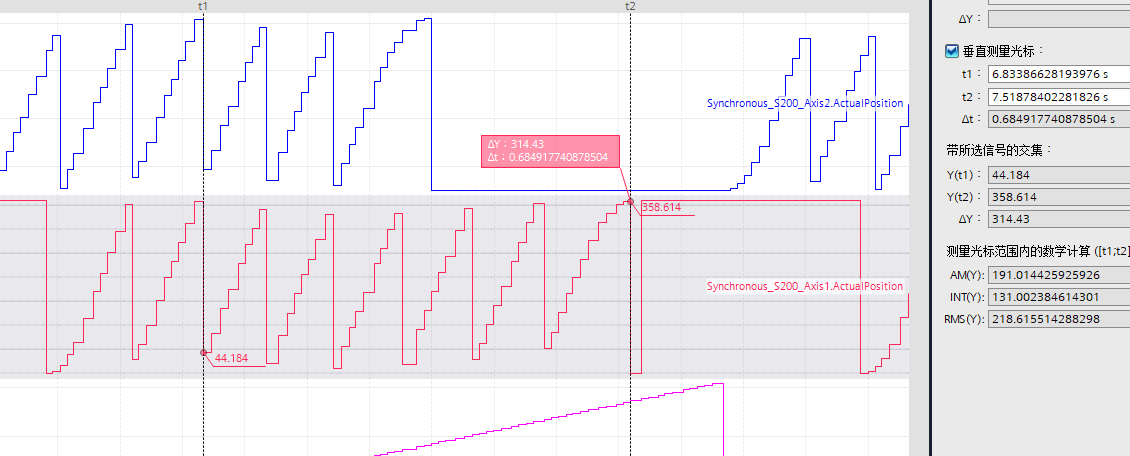 t1
t2
Synchronous_S200_Axis2.ActualPosition
ΔY : 314.43
Δt : 0.684917740878504
358.614
Synchronous_S200_Axis1.ActualPosition
44.184
ΔY :
垂直测量光标 :
t1 : 6.83386628193976 s
t2 : 7.51878402281826 s
Δt : 0.684917740878504 s
带所选信号的交集 :
Y(t1) : 44.184
Y(t2) : 358.614
ΔY : 314.43
测量光标范围内的数学计算 ([t1;t2]
AM(Y): 191.014425925926
INT(Y): 131.002384614301
RMS(Y): 218.615514288298